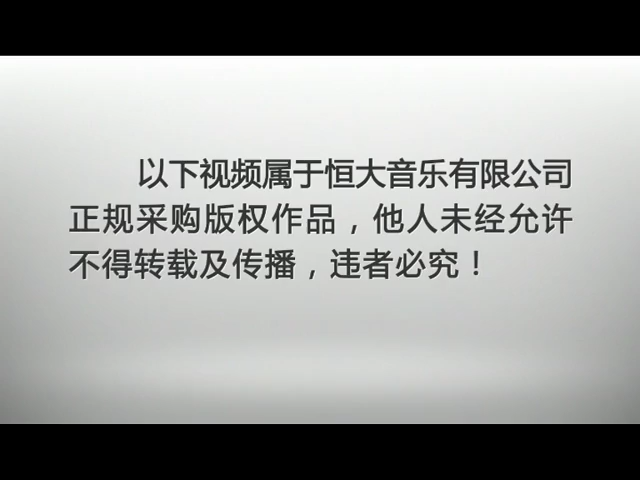 以下视频属于恒大音乐有限公司
正规采购版权作品，他人未经允许
不得转载及传播，违者必究！